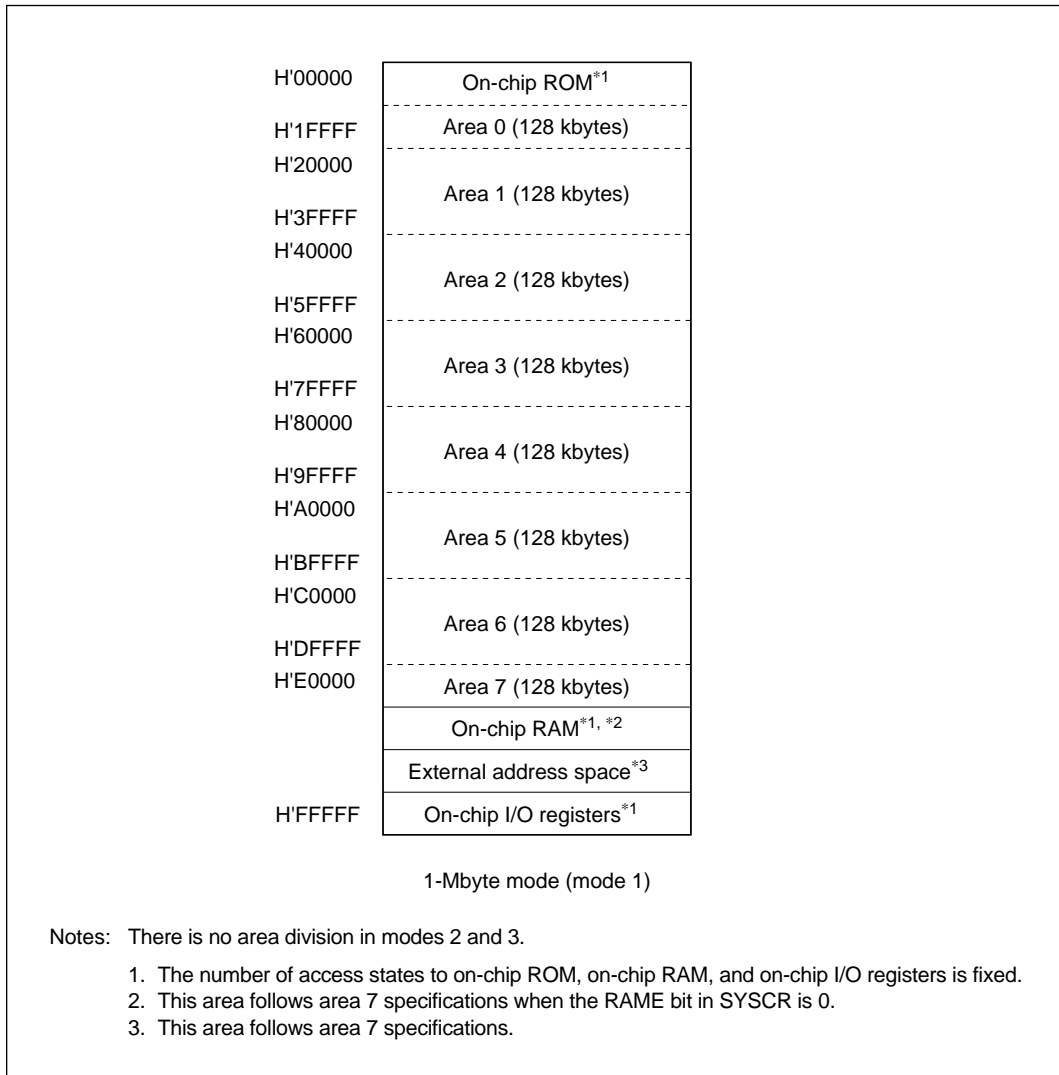 H'00000 On-chip ROM*1
H'1FFFF Area 0 (128 kbytes)
H'20000
Area 1 (128 kbytes)
H'3FFFF
H'40000
Area 2 (128 kbytes)
H'5FFFF
H'60000
Area 3 (128 kbytes)
H'7FFFF
H'80000
Area 4 (128 kbytes)
H'9FFFF
H'A0000
Area 5 (128 kbytes)
H'BFFFF
H'C0000
Area 6 (128 kbytes)
H'DFFFF
H'E0000 Area 7 (128 kbytes)
On-chip RAM*1, *2
External address space*3
H'FFFFF On-chip I/O registers*1
1-Mbyte mode (mode 1)
Notes: There is no area division in modes 2 and 3.
1. The number of access states to on-chip ROM, on-chip RAM, and on-chip I/O registers is fixed.
2. This area follows area 7 specifications when the RAME bit in SYSCR is 0.
3. This area follows area 7 specifications.